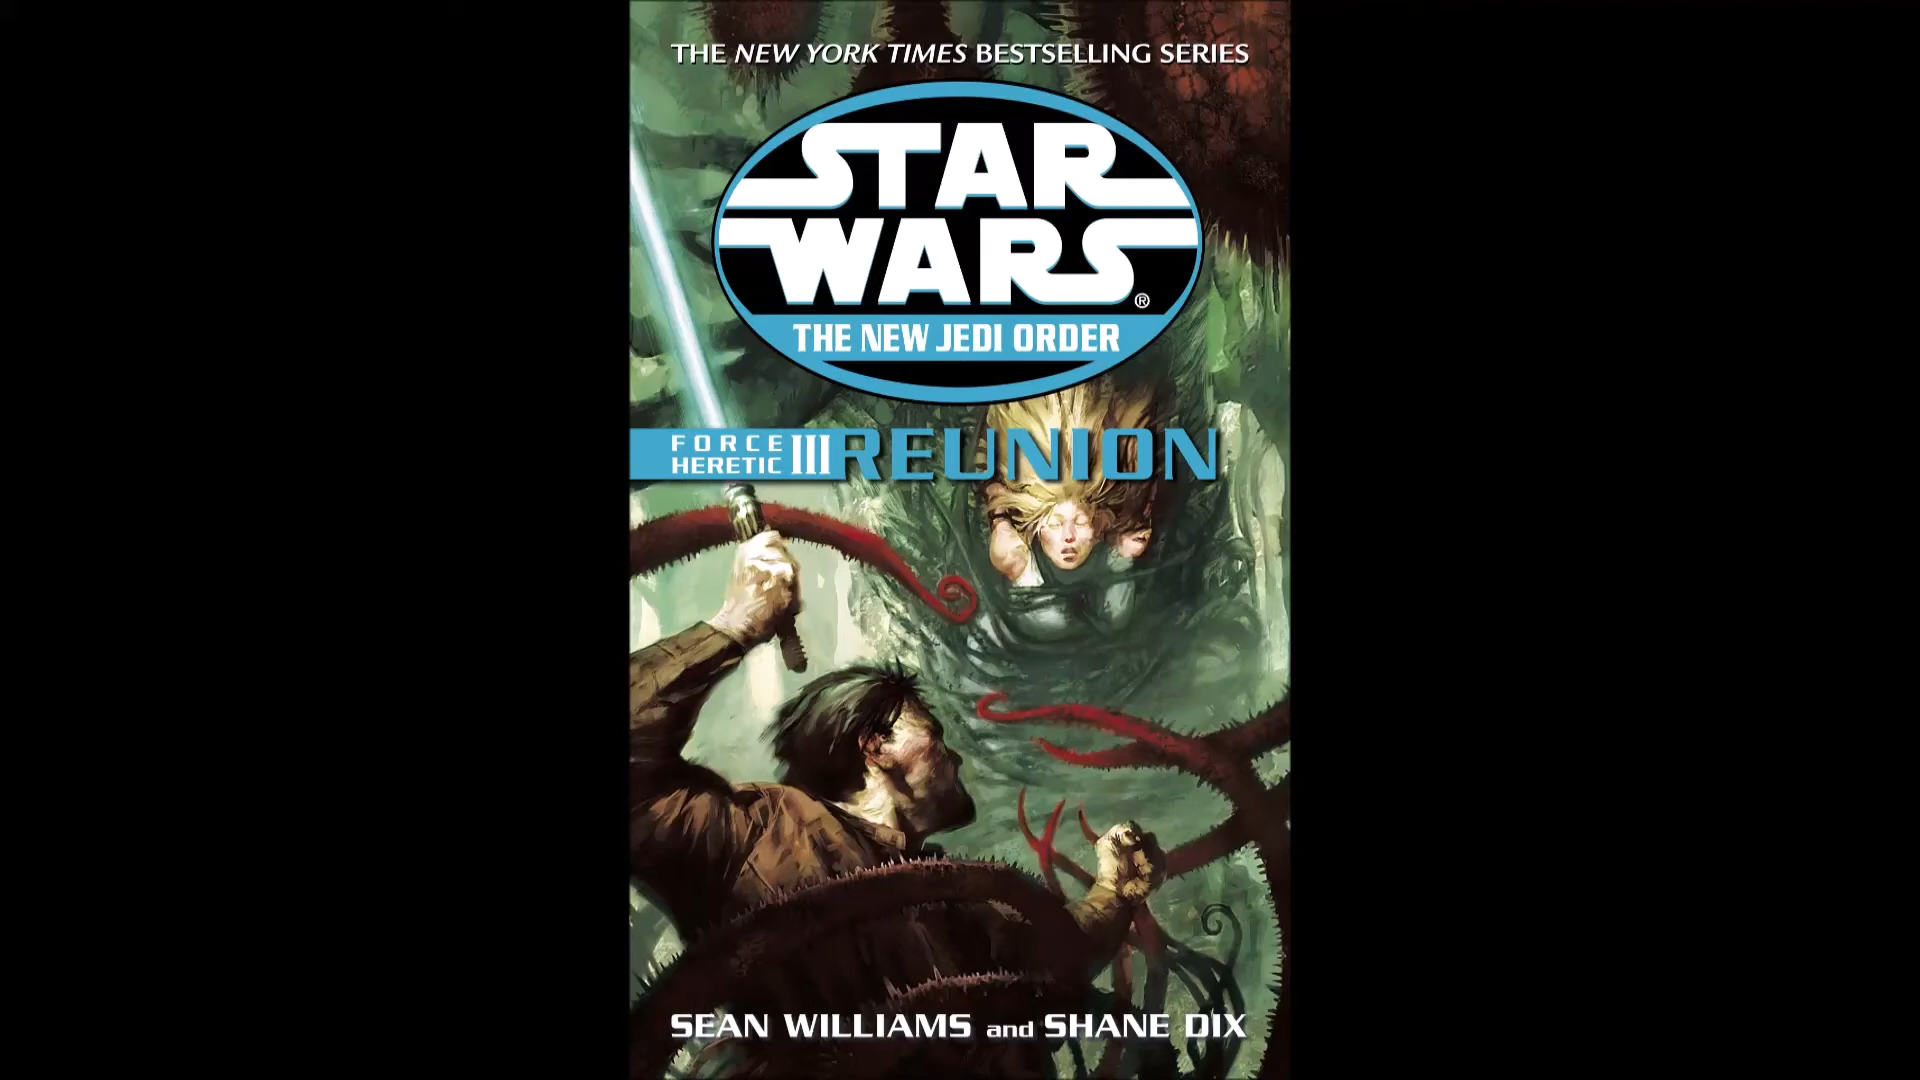 THE NEW YORK TIMES BESTSELLING SERIES
STAR
WARS®
THE NEW JEDI ORDER
FORCE
HERETIC III REUNION
SEAN WILLIAMS and SHANE DIX